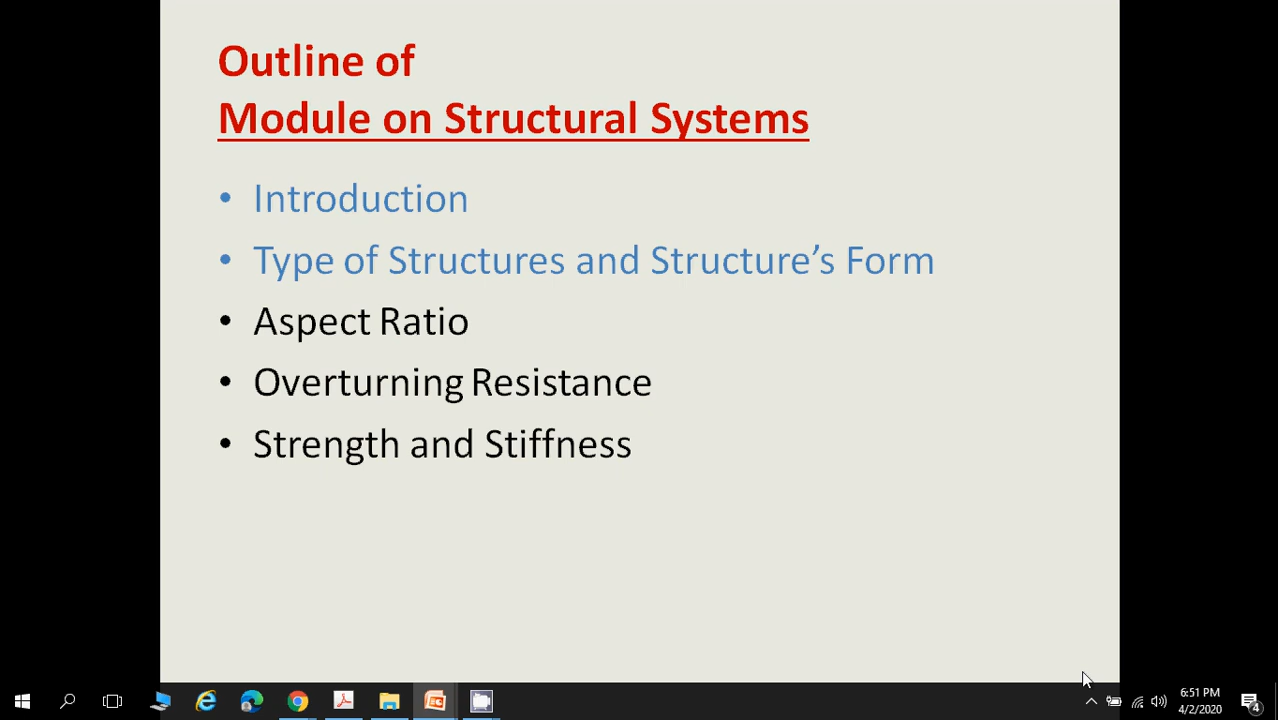 Outline of
Module on Structural Systems
• Introduction
• Type of Structures and Structure’s Form
• Aspect Ratio
• Overturning Resistance
• Strength and Stiffness
6:51 PM
4/2/2020
4